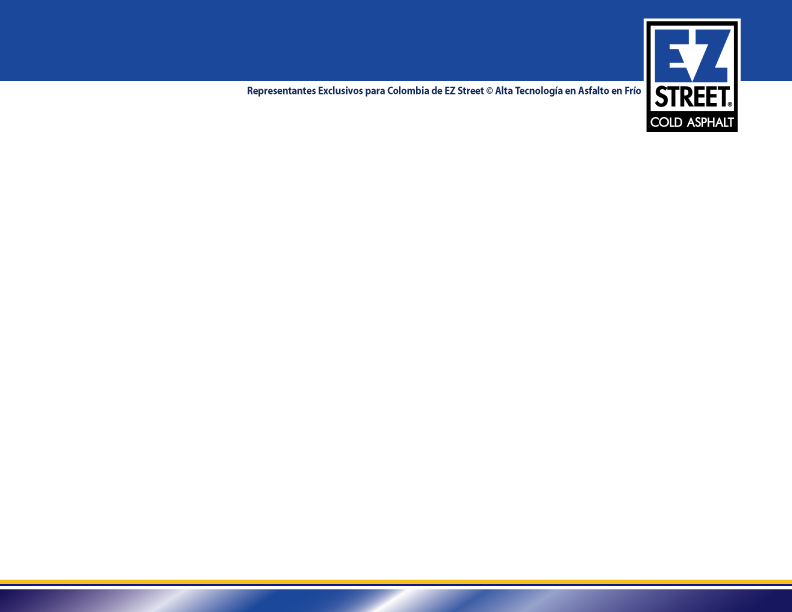 Representantes Exclusivos para Colombia de EZ Street © Alta Tecnología en Asfalto en Frío
EZ
STREET®
COLD ASPHALT